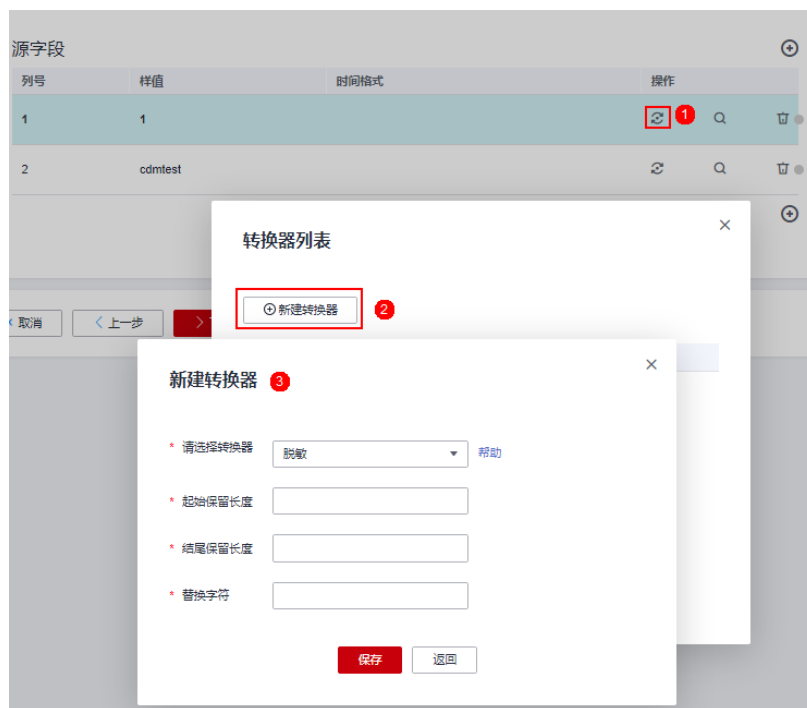 源字段
列号 样值 时间格式 操作
1 1 1
2 cdmtest
转换器列表
新建转换器 2
取消 上一步
新建转换器 3
* 请选择转换器 脱敏 帮助
* 起始保留长度
* 结尾保留长度
* 替换字符
保存 返回